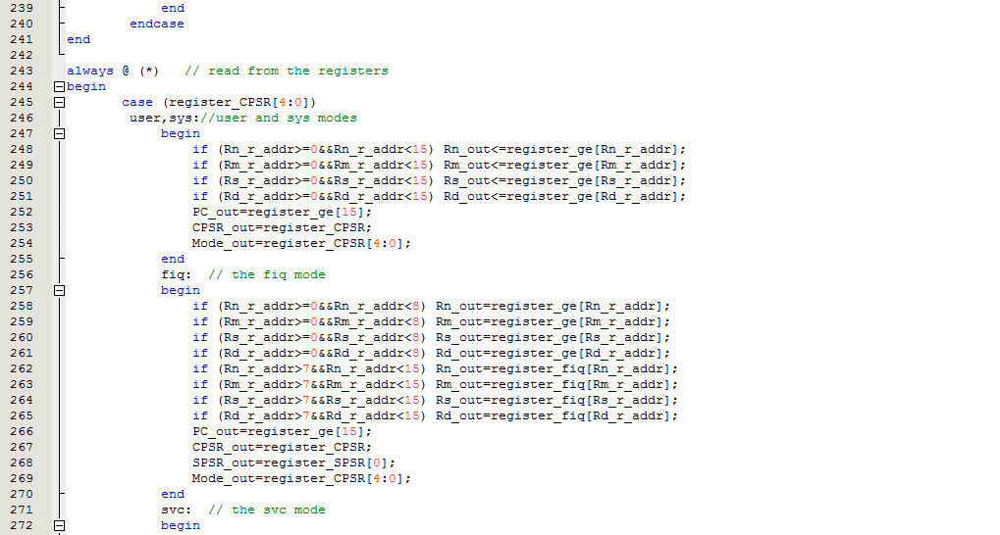 239 end
240 endcase
241 end
242
243 always @ (*) // read from the registers
244 begin
245 case (register_CPSR[4:0])
246 user,sys://user and sys modes
247 begin
248 if (Rn_r_addr>=0&&Rn_r_addr<15) Rn_out<=register_ge[Rn_r_addr];
249 if (Rm_r_addr>=0&&Rm_r_addr<15) Rm_out<=register_ge[Rm_r_addr];
250 if (Rs_r_addr>=0&&Rs_r_addr<15) Rs_out<=register_ge[Rs_r_addr];
251 if (Rd_r_addr>=0&&Rd_r_addr<15) Rd_out<=register_ge[Rd_r_addr];
252 PC_out=register_ge[15];
253 CPSR_out=register_CPSR;
254 Mode_out=register_CPSR[4:0];
255 end
256 fiq: // the fiq mode
257 begin
258 if (Rn_r_addr>=0&&Rn_r_addr<8) Rn_out=register_ge[Rn_r_addr];
259 if (Rm_r_addr>=0&&Rm_r_addr<8) Rm_out=register_ge[Rm_r_addr];
260 if (Rs_r_addr>=0&&Rs_r_addr<8) Rs_out=register_ge[Rs_r_addr];
261 if (Rd_r_addr>=0&&Rd_r_addr<8) Rd_out=register_ge[Rd_r_addr];
262 if (Rn_r_addr>7&&Rn_r_addr<15) Rn_out=register_fiq[Rn_r_addr];
263 if (Rm_r_addr>7&&Rm_r_addr<15) Rm_out=register_fiq[Rm_r_addr];
264 if (Rs_r_addr>7&&Rs_r_addr<15) Rs_out=register_fiq[Rs_r_addr];
265 if (Rd_r_addr>7&&Rd_r_addr<15) Rd_out=register_fiq[Rd_r_addr];
266 PC_out=register_ge[15];
267 CPSR_out=register_CPSR;
268 SPSR_out=register_SPSR[0];
269 Mode_out=register_CPSR[4:0];
270 end
271 svc: // the svc mode
272 begin